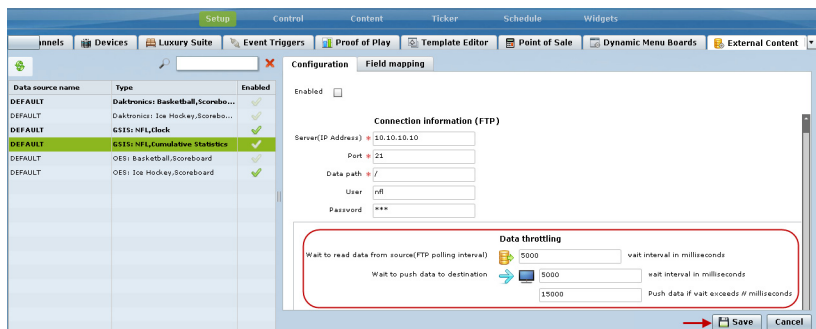 Setup Control Content Ticker Schedule Widgets
nnels Devices Luxury Suite Event Triggers Proof of Play Template Editor Point of Sale Dynamic Menu Boards External Content
Configuration Field mapping
Data source name Type Enabled
DEFAULT Daktronics: Basketball,Scorebo...
DEFAULT Daktronics: Ice Hockey,Scorebo...
DEFAULT GSIS: NFL,Clock
DEFAULT GSIS: NFL,Cumulative Statistics
DEFAULT OES: Basketball,Scoreboard
DEFAULT OES: Ice Hockey,Scoreboard
Enabled
Connection information (FTP)
Server(IP Address) * 10.10.10.10
Port * 21
Data path * /
User nfl
Password ***
Data throttling
Wait to read data from source(FTP polling interval) 5000 wait interval in milliseconds
Wait to push data to destination 5000 wait interval in milliseconds
15000 Push data if wait exceeds # milliseconds
Save Cancel